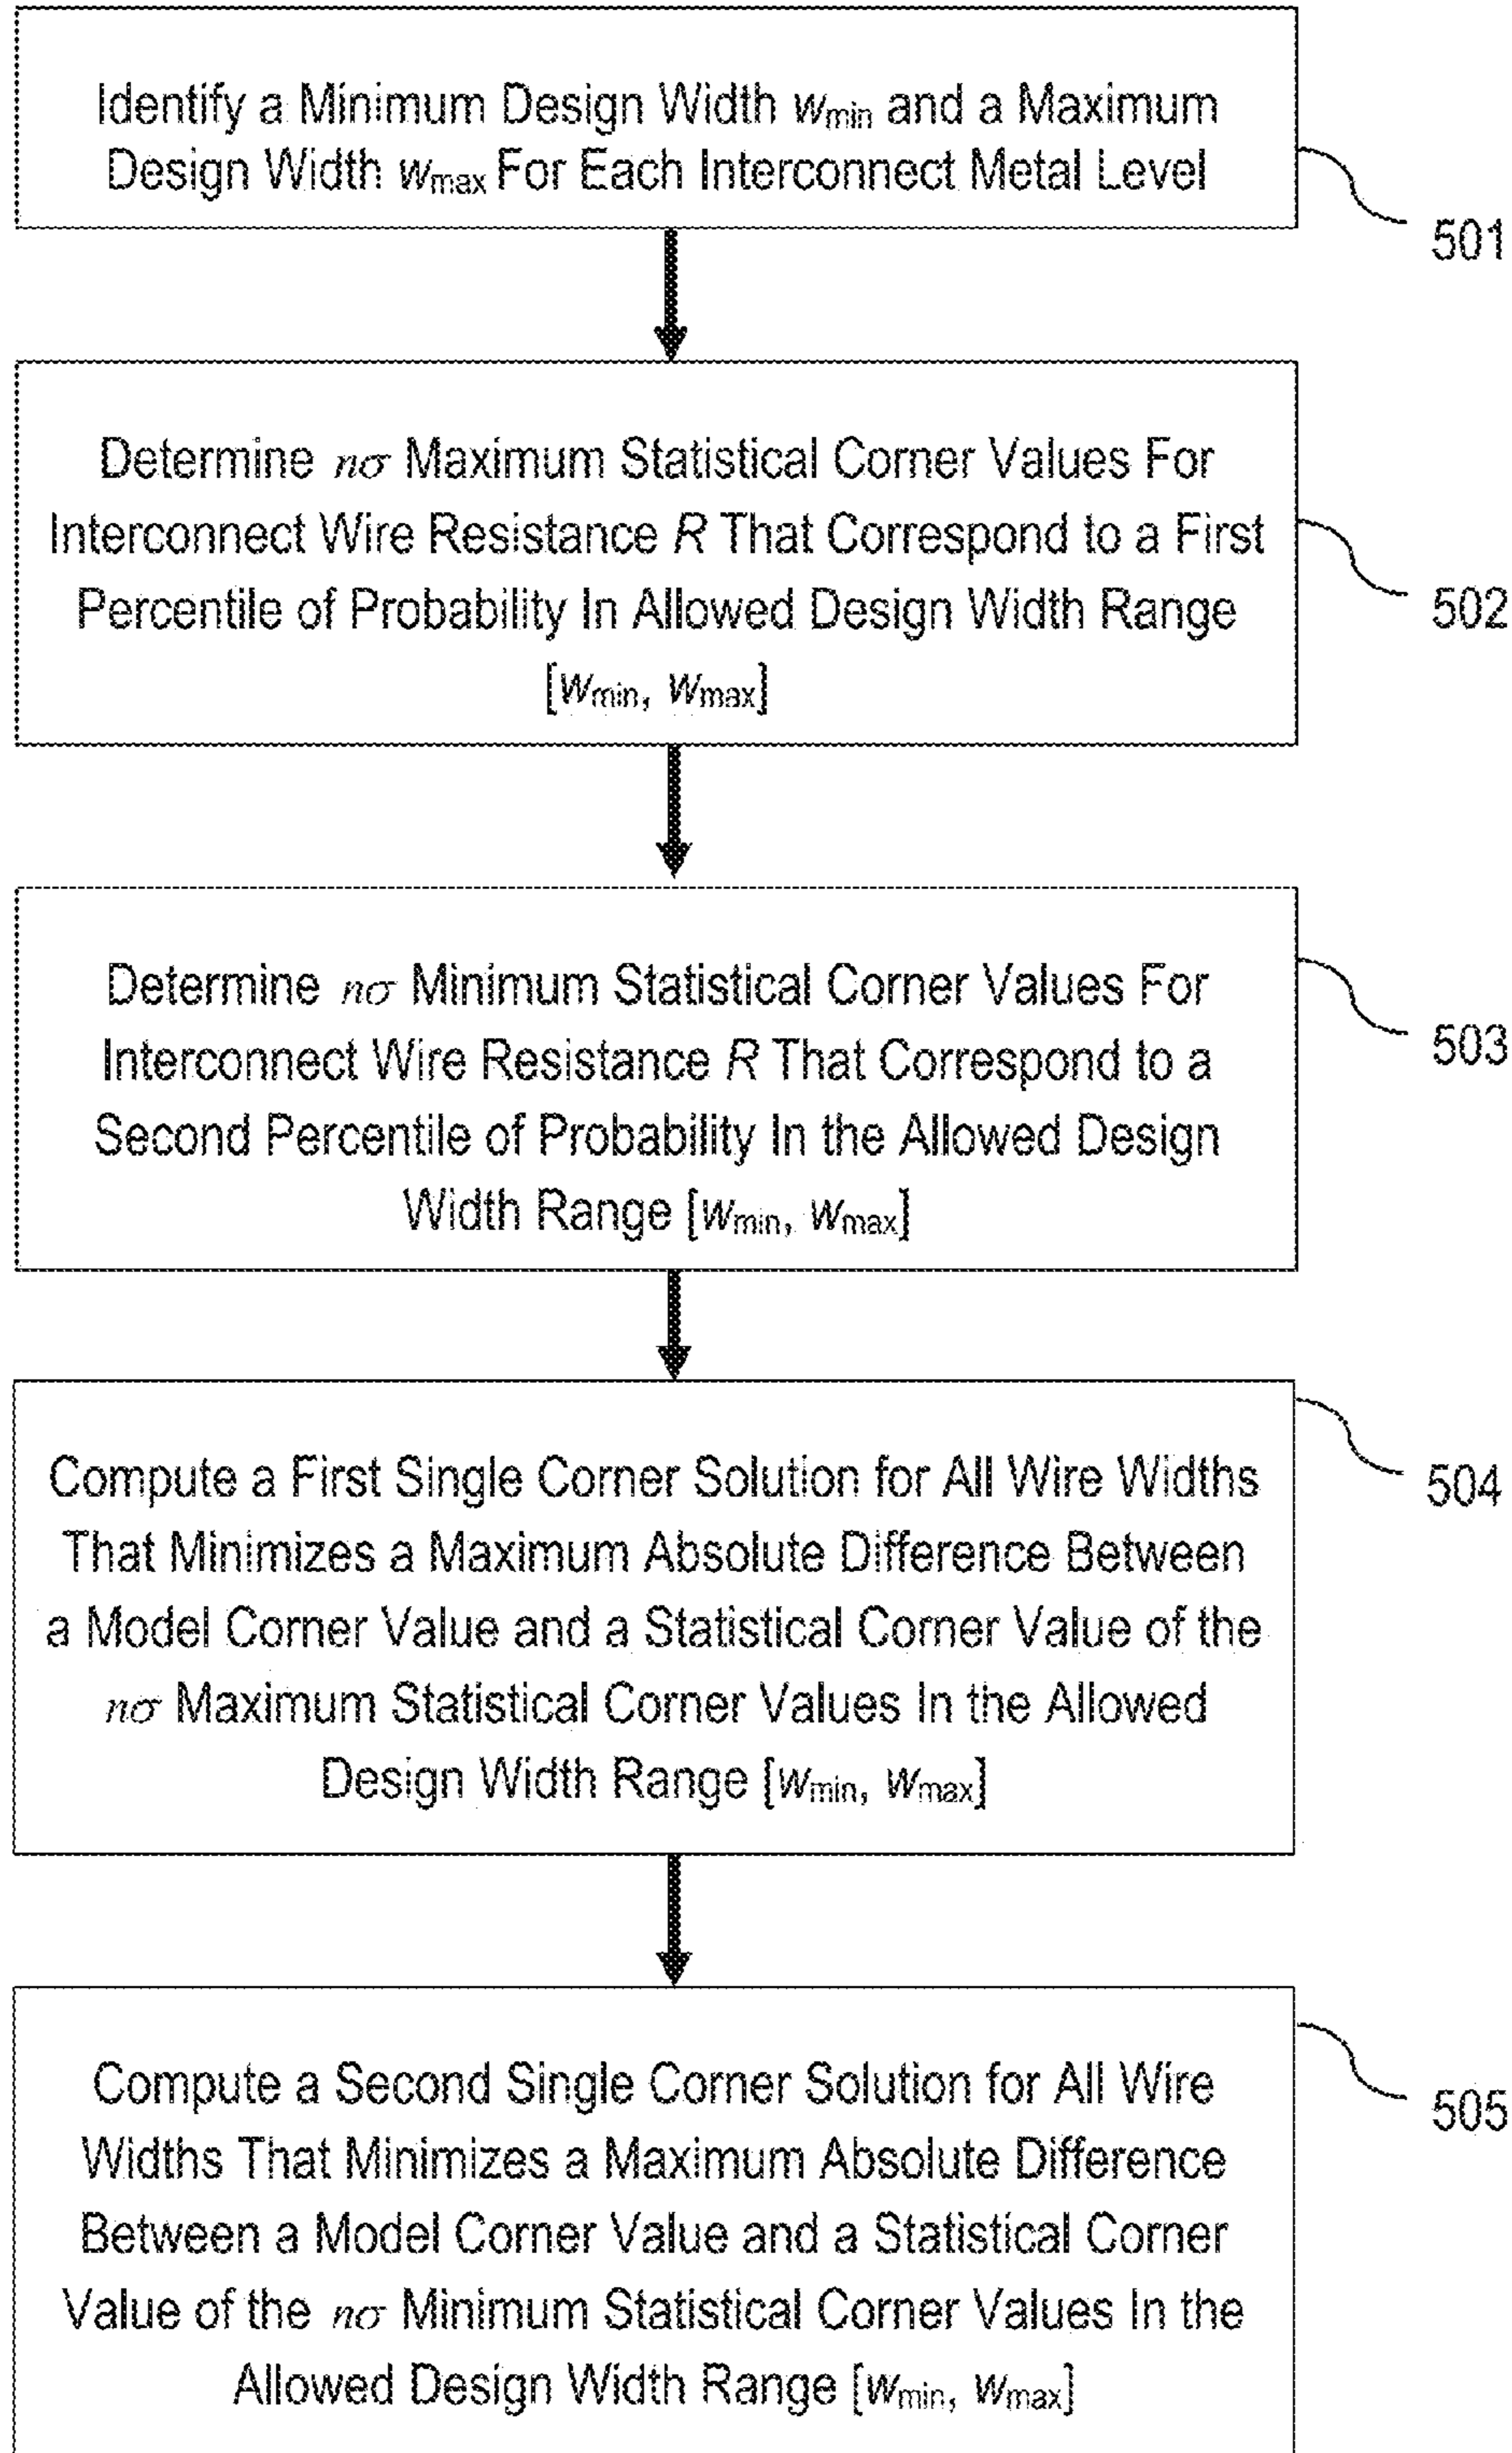 Identify a Minimum Design Width wmin and a Maximum
Design Width wmax For Each Interconnect Metal Level
501
Determine nσ Maximum Statistical Corner Values For
Interconnect Wire Resistance R That Correspond to a First
Percentile of Probability In Allowed Design Width Range
[wmin, wmax]
502
Determine nσ Minimum Statistical Corner Values For
Interconnect Wire Resistance R That Correspond to a
Second Percentile of Probability In the Allowed Design
Width Range [wmin, wmax]
503
Compute a First Single Corner Solution for All Wire Widths
That Minimizes a Maximum Absolute Difference Between
a Model Corner Value and a Statistical Corner Value of the
nσ Maximum Statistical Corner Values In the Allowed
Design Width Range [wmin, wmax]
504
Compute a Second Single Corner Solution for All Wire
Widths That Minimizes a Maximum Absolute Difference
Between a Model Corner Value and a Statistical Corner
Value of the nσ Minimum Statistical Corner Values In the
Allowed Design Width Range [wmin, wmax]
505